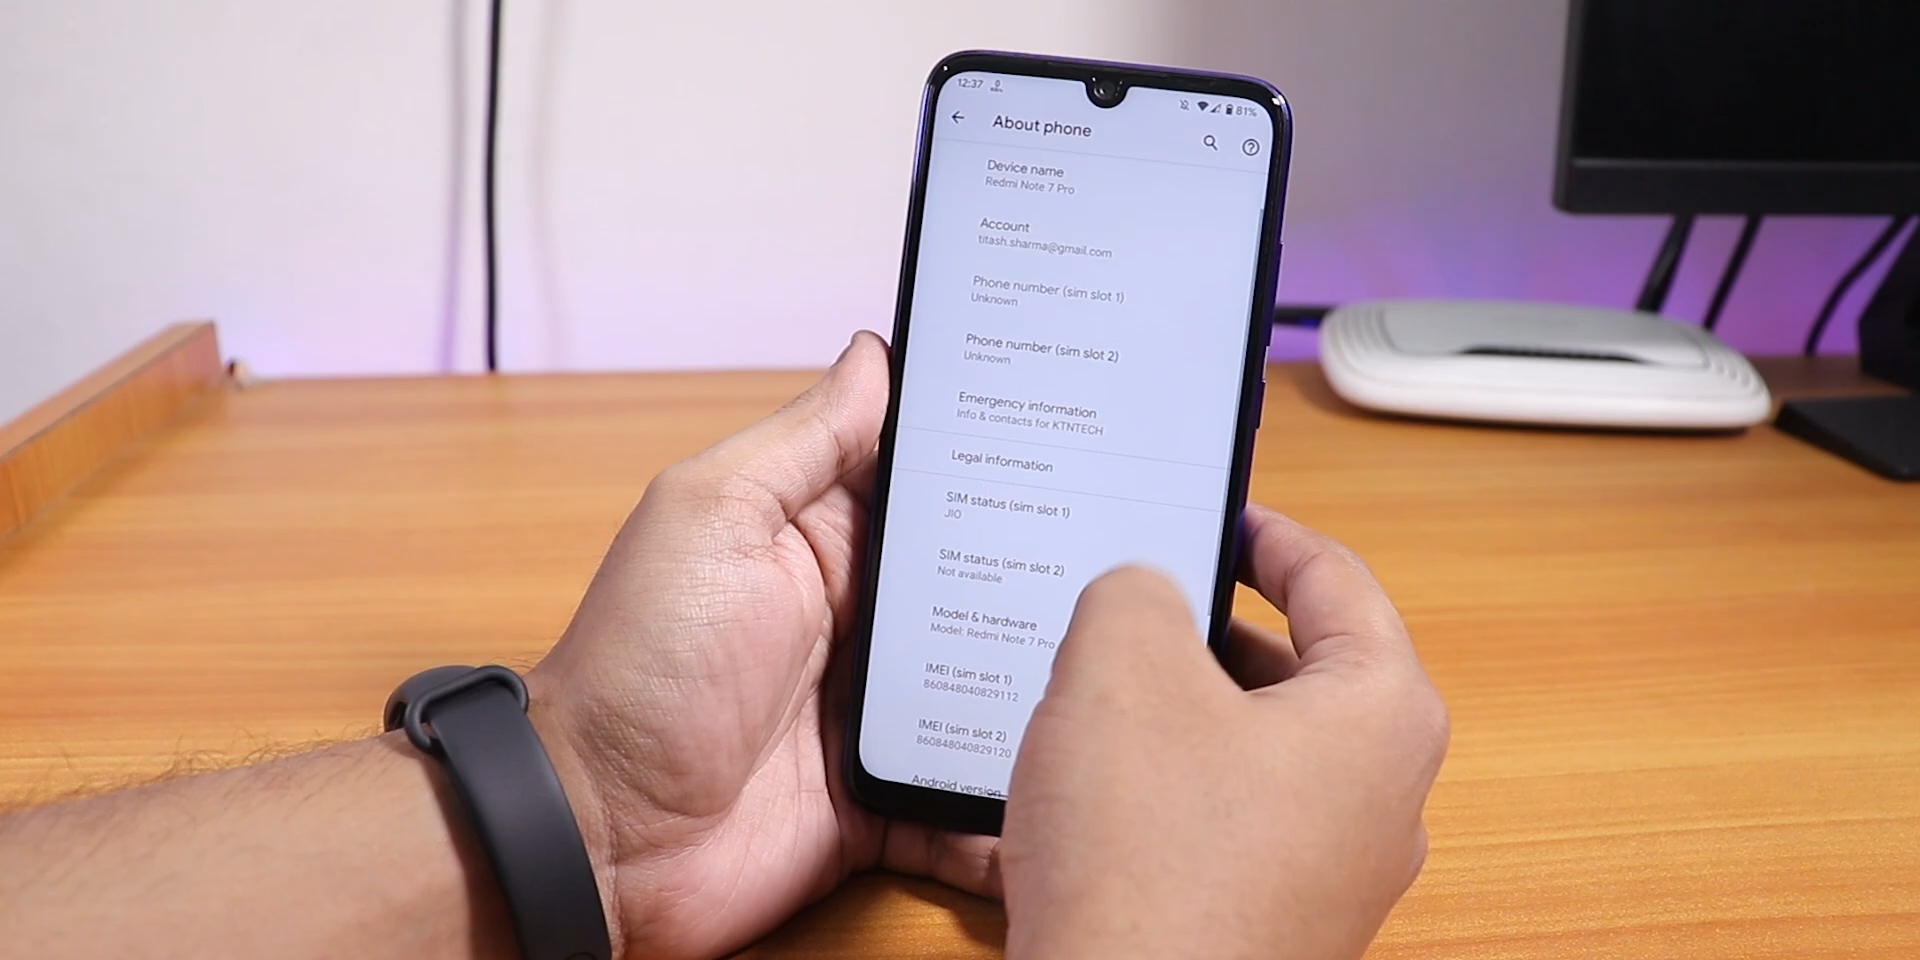 12:37
81%
About phone
Device name
Redmi Note 7 Pro
Account
titash.sharma@gmail.com
Phone number (sim slot 1)
Unknown
Phone number (sim slot 2)
Unknown
Emergency information
Info & contacts for KTNTECH
Legal information
SIM status (sim slot 1)
JIO
SIM status (sim slot 2)
Not available
Model & hardware
Model: Redmi Note 7 Pro
IMEI (sim slot 1)
860848040829112
IMEI (sim slot 2)
860848040829120
Android version